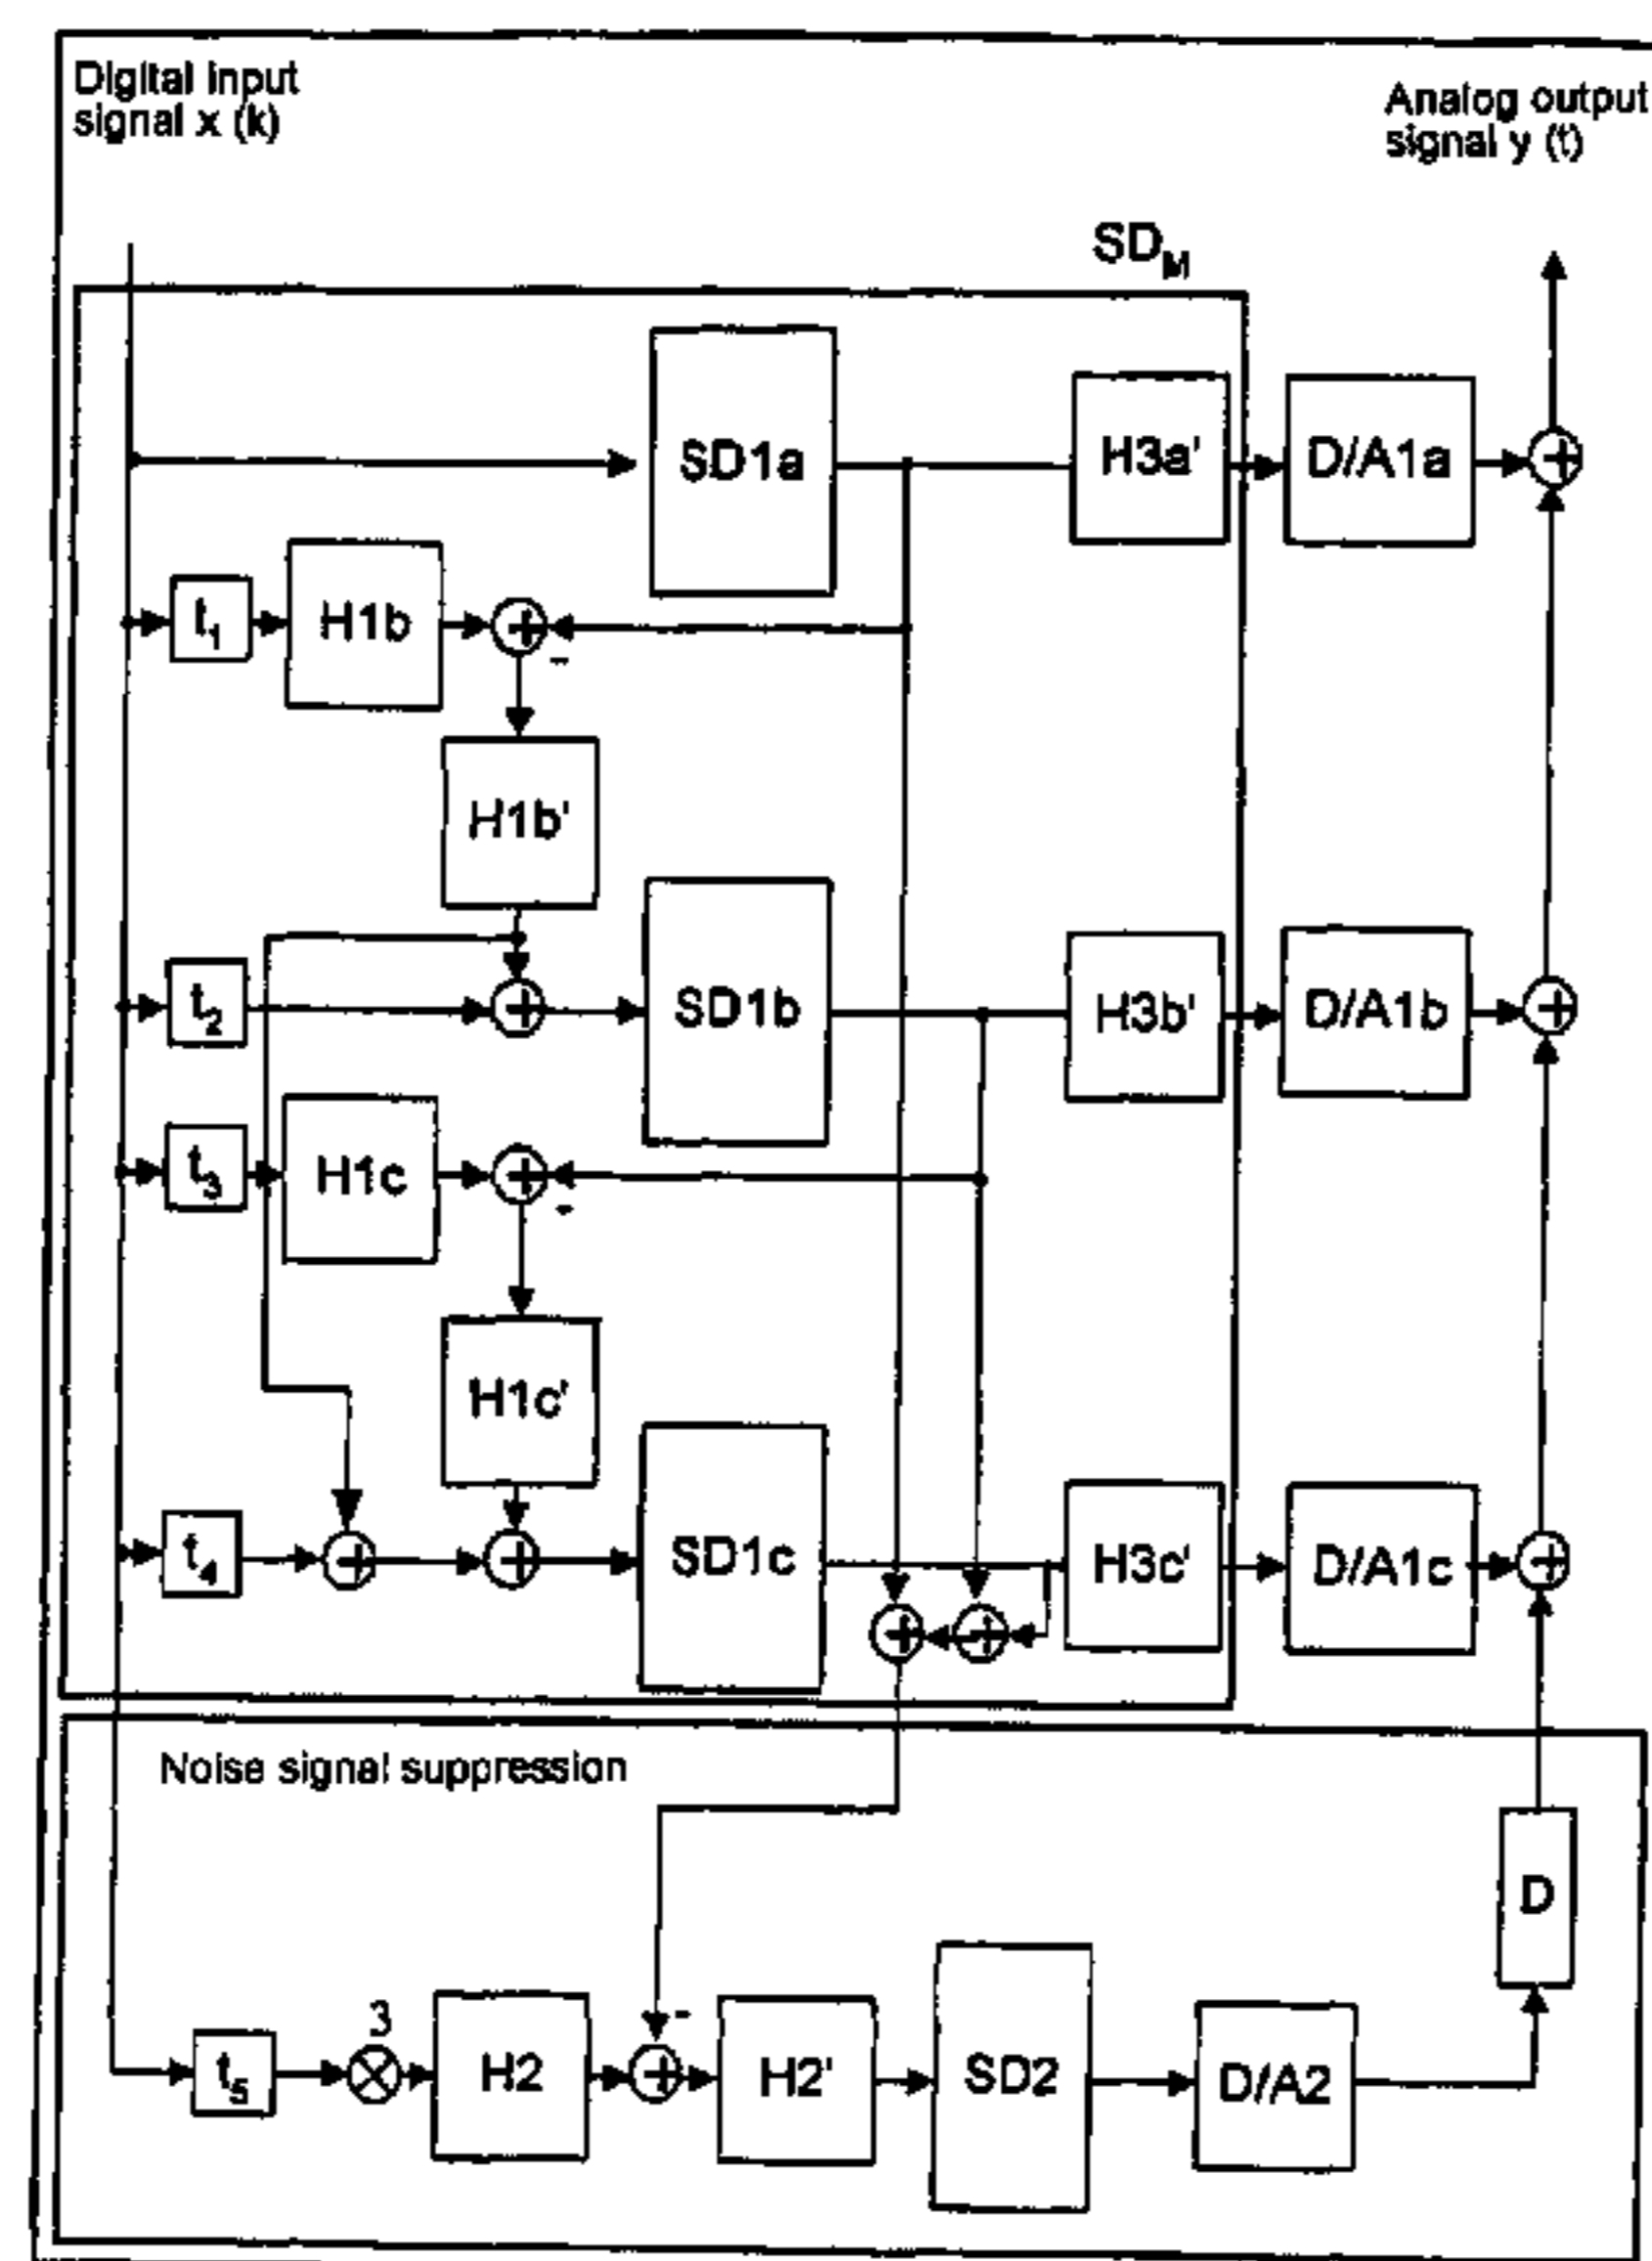 Digital input
signal x (k)
Analog output
signal y (t)
SD_M
SD1a
H3a'
D/A1a
t₁
H1b
-
H1b'
t₂
SD1b
H3b'
D/A1b
t₃
H1c
-
H1c'
t₄
SD1c
H3c'
D/A1c
Noise signal suppression
D
t₅
3
H2
-
H2'
SD2
D/A2